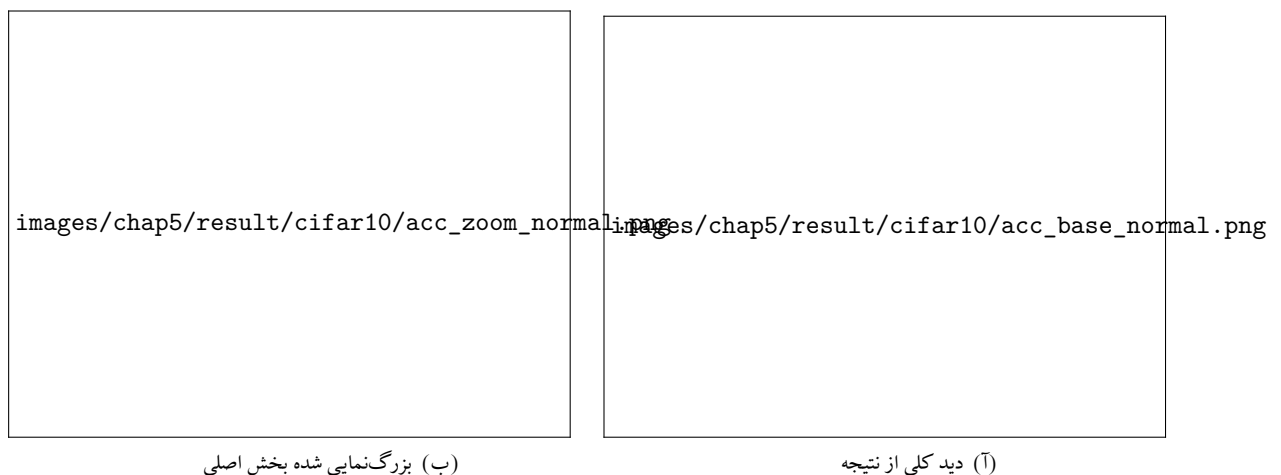 images/chap5/result/cifar10/acc_base_normal.png
images/chap5/result/cifar10/acc_zoom_normal.png
(آ) دید کلی از نتیجه
(ب) بزرگ‌نمایی شده بخش اصلی